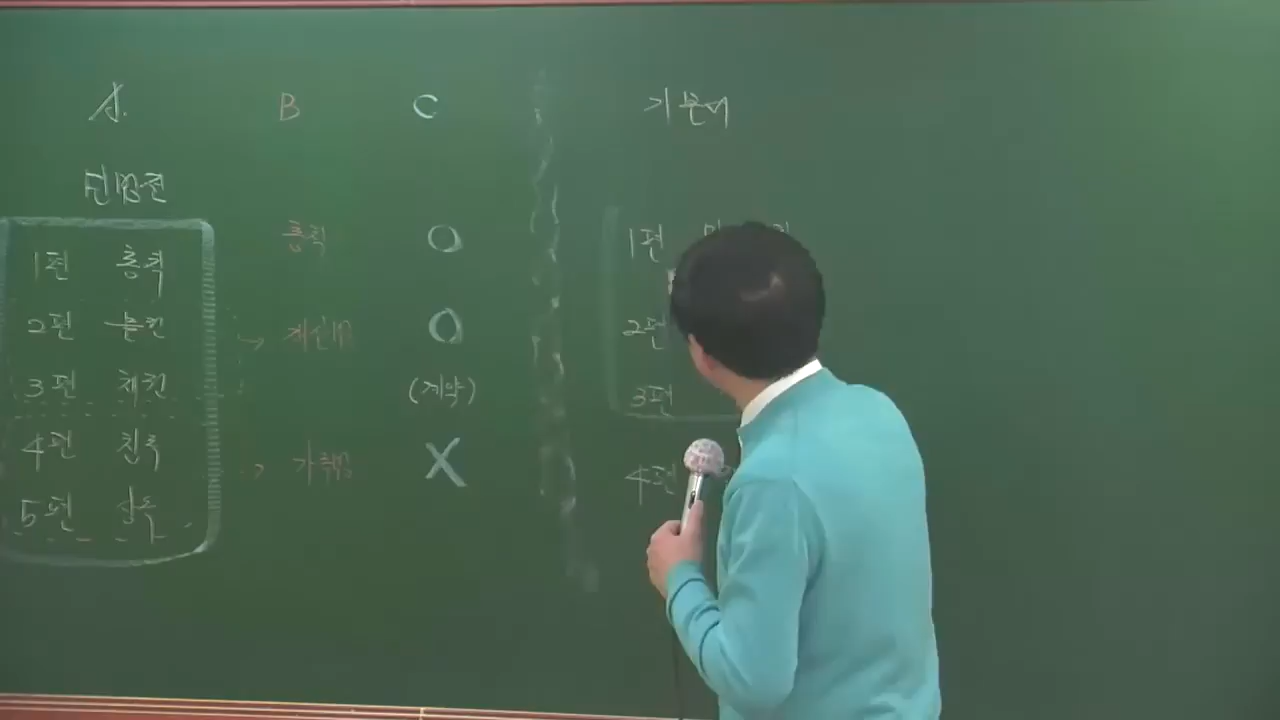 A. B C 기본서
민법전
1편 총칙 총칙 O 1편
2편 물권 → 재산법 O 2편
3편 채권 (계약) 3편
4편 친족 → 가족법 X 4편
5편 상속